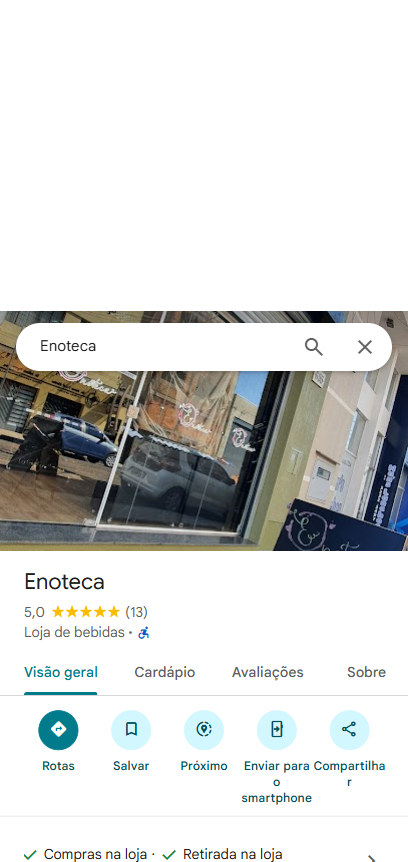 Enoteca
Enoteca
5,0 ★★★★★ (13)
Loja de bebidas ·
Visão geral
Cardápio
Avaliações
Sobre
Rotas
Salvar
Próximo
Enviar para
o
smartphone
Compartilha
r
Compras na loja · Retirada na loja